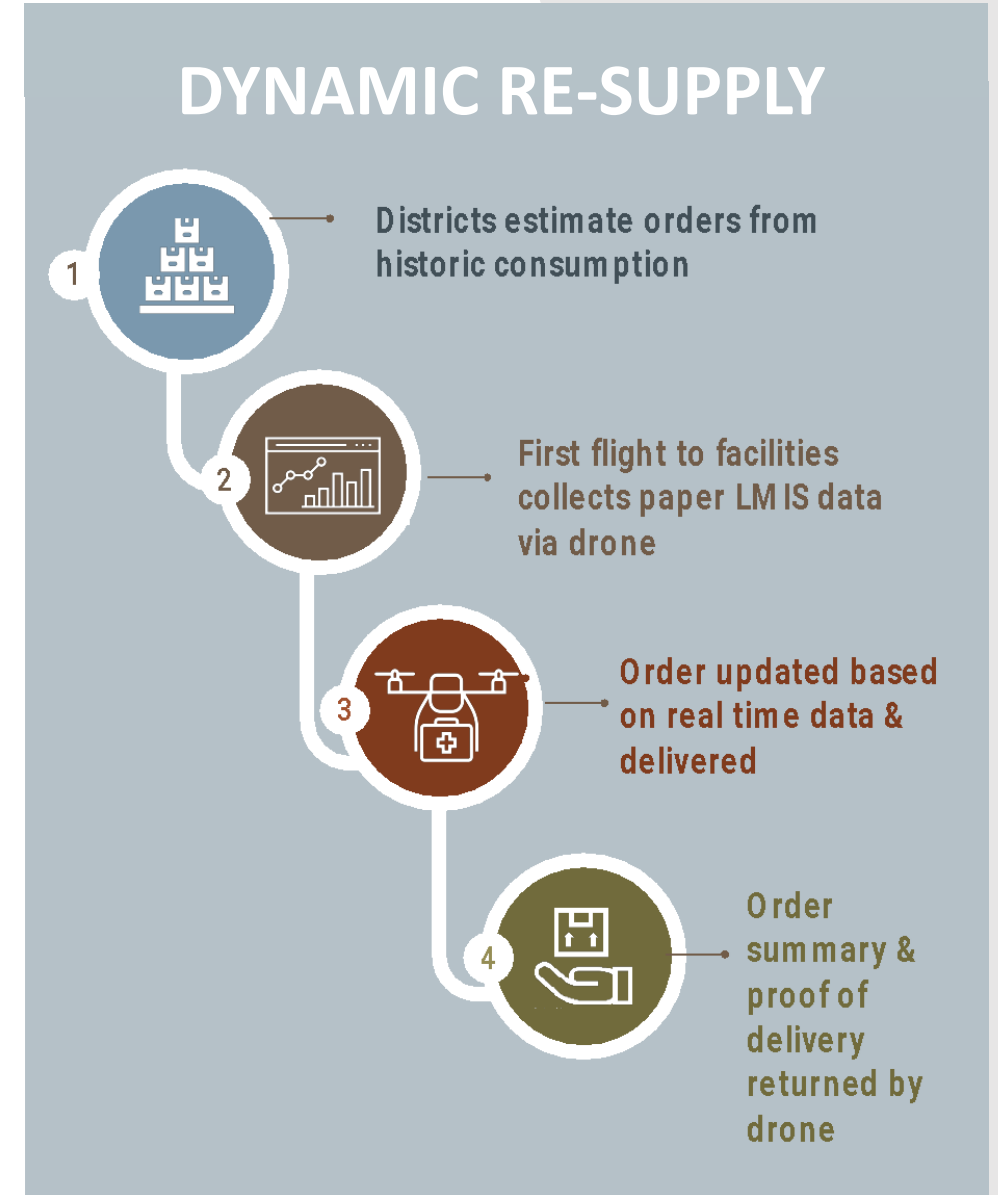 DYNAMIC RE-SUPPLY
1
Districts estimate orders from
historic consumption
2
First flight to facilities
collects paper LMIS data
via drone
3
Order updated based
on real time data &
delivered
4
Order
summary &
proof of
delivery
returned by
drone